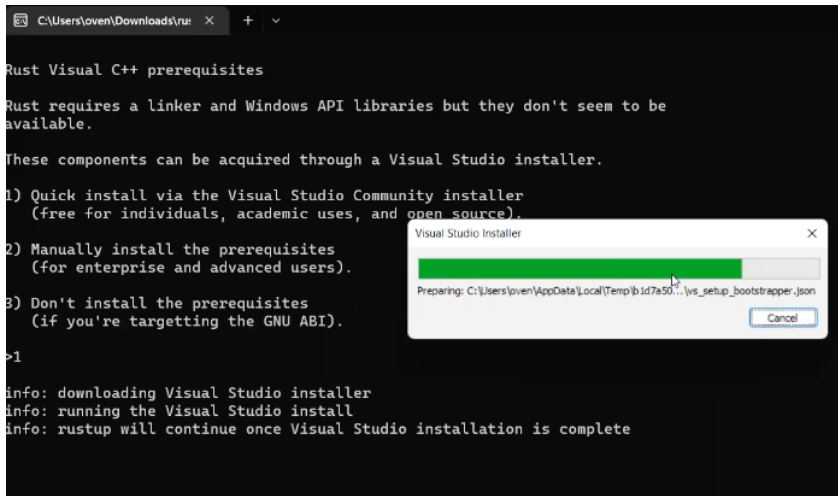 C:\Users\oven\Downloads\rus
Rust Visual C++ prerequisites
Rust requires a linker and Windows API libraries but they don't seem to be
available.
These components can be acquired through a Visual Studio installer.
1) Quick install via the Visual Studio Community installer
(free for individuals, academic uses, and open source).
2) Manually install the prerequisites
(for enterprise and advanced users).
3) Don't install the prerequisites
(if you're targetting the GNU ABI).
>1
info: downloading Visual Studio installer
info: running the Visual Studio install
info: rustup will continue once Visual Studio installation is complete
Visual Studio Installer
Preparing: C:\Users\oven\AppData\Local\Temp\b1d7a50...\vs_setup_bootstrapper.json
Cancel